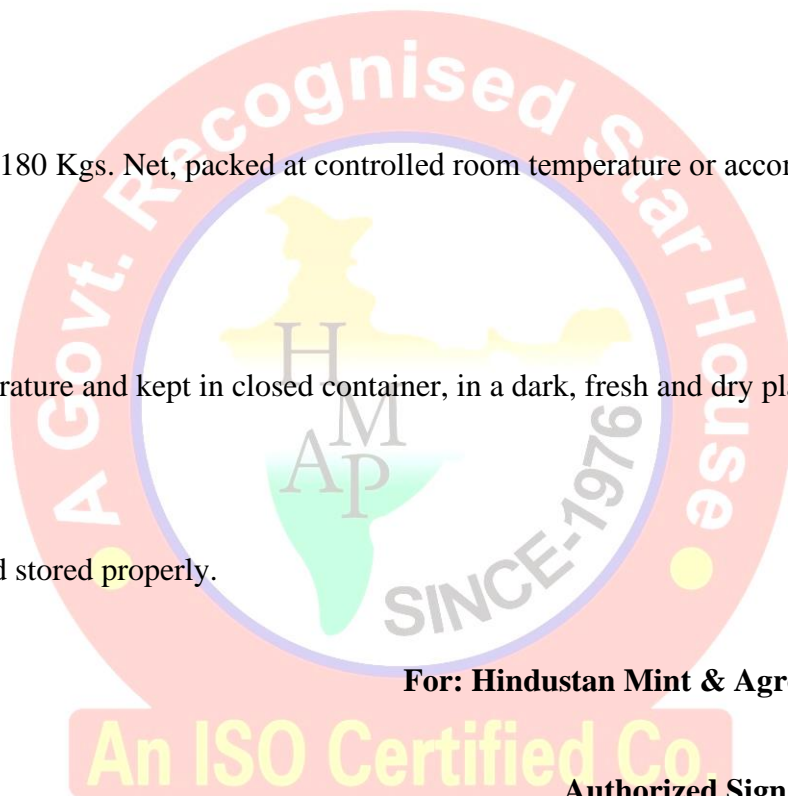 A Govt. Recognised Star House
180 Kgs. Net, packed at controlled room temperature or accor
rature and kept in closed container, in a dark, fresh and dry pla
HMAP
SINCE-1976
d stored properly.
For: Hindustan Mint & Agr
An ISO Certified Co.
Authorized Sign